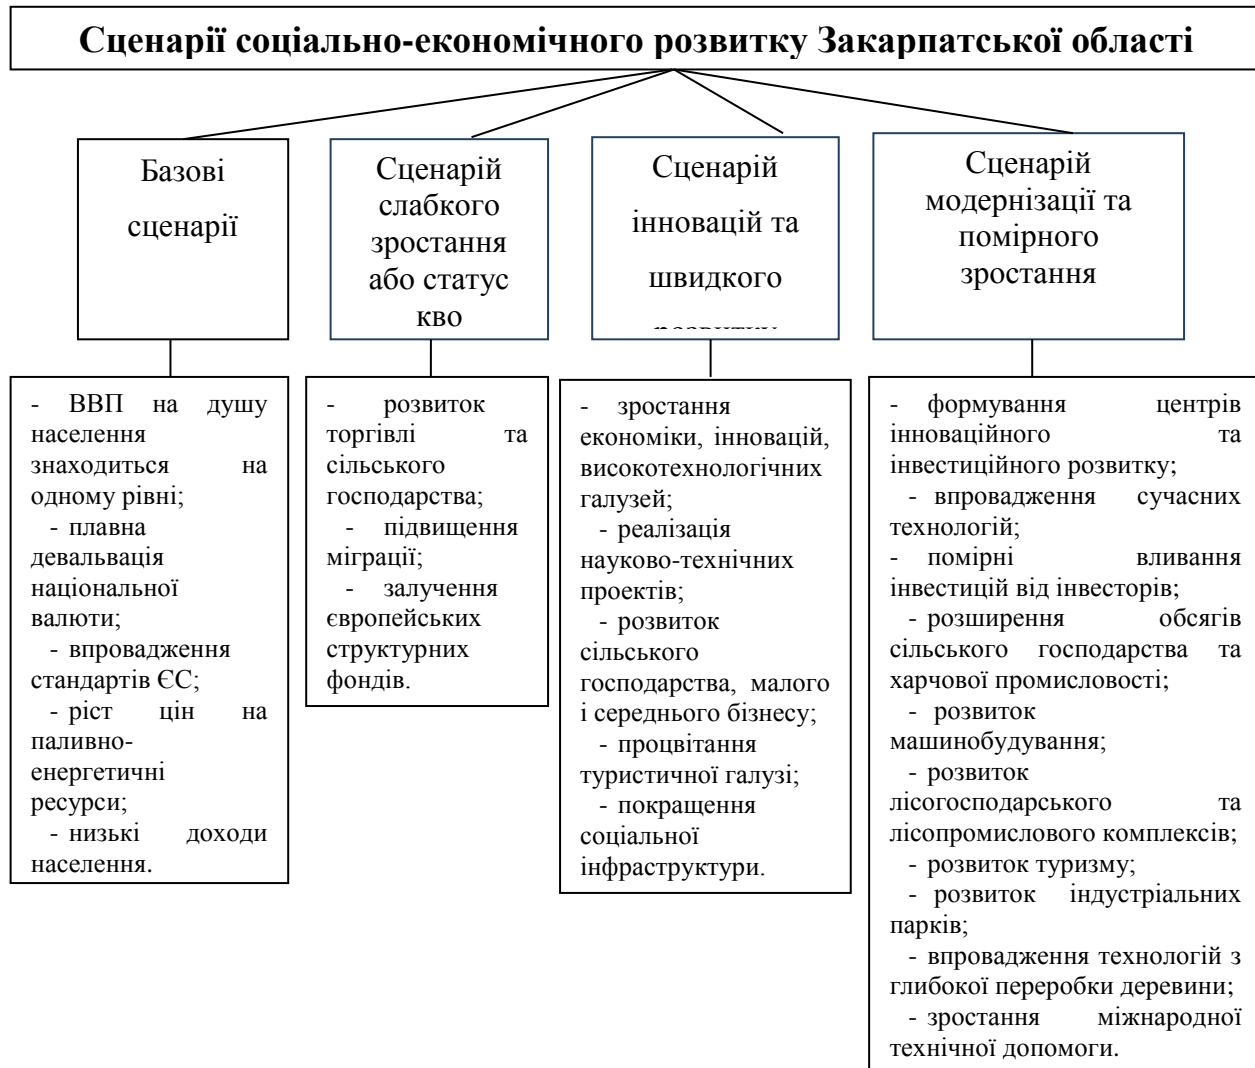 Сценарії соціально-економічного розвитку Закарпатської області
Базові
сценарії
Сценарій
слабкого
зростання
або статус
кво
Сценарій
інновацій та
швидкого
Сценарій
модернізації та
помірного
зростання
- ВВП на душу
населення
знаходиться на
одному рівні;
- плавна
девальвація
національної
валюти;
- впровадження
стандартів ЄС;
- ріст цін на
паливно-
енергетичні
ресурси;
- низькі доходи
населення.
- розвиток
торгівлі та
сільського
господарства;
- підвищення
міграції;
- залучення
європейських
структурних
фондів.
- зростання
економіки, інновацій,
високотехнологічних
галузей;
- реалізація
науково-технічних
проектів;
- розвиток
сільського
господарства, малого
і середнього бізнесу;
- процвітання
туристичної галузі;
- покращення
соціальної
інфраструктури.
- формування центрів
інноваційного та
інвестиційного розвитку;
- впровадження сучасних
технологій;
- помірні вливання
інвестицій від інвесторів;
- розширення обсягів
сільського господарства та
харчової промисловості;
- розвиток
машинобудування;
- розвиток
лісогосподарського та
лісопромислового комплексів;
- розвиток туризму;
- розвиток індустріальних
парків;
- впровадження технологій з
глибокої переробки деревини;
- зростання міжнародної
технічної допомоги.